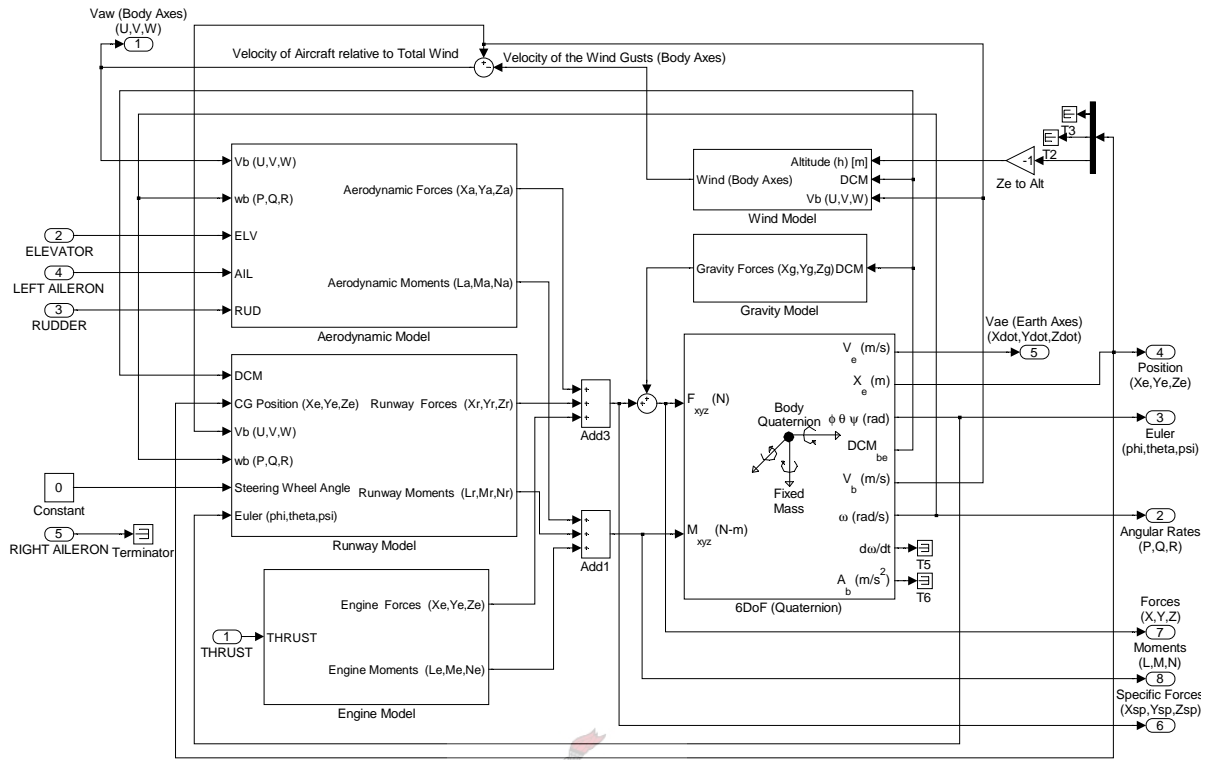 Vaw (Body Axes)
(U,V,W)
1
Velocity of Aircraft relative to Total Wind
Velocity of the Wind Gusts (Body Axes)
+
-
T3
T2
-1
Ze to Alt
Altitude (h) [m]
DCM
Vb (U,V,W)
Wind (Body Axes)
Wind Model
Vb (U,V,W)
wb (P,Q,R)
ELV
AIL
RUD
Aerodynamic Forces (Xa,Ya,Za)
Aerodynamic Moments (La,Ma,Na)
Aerodynamic Model
2
ELEVATOR
4
LEFT AILERON
3
RUDDER
Gravity Forces (Xg,Yg,Zg)
DCM
Gravity Model
Vae (Earth Axes)
(Xdot,Ydot,Zdot)
5
DCM
CG Position (Xe,Ye,Ze)
Vb (U,V,W)
wb (P,Q,R)
Steering Wheel Angle
Euler (phi,theta,psi)
Runway Forces (Xr,Yr,Zr)
Runway Moments (Lr,Mr,Nr)
Runway Model
0
Constant
5
RIGHT AILERON
Terminator
+
+
+
Add3
+
+
+
Add1
+
+
F xyz (N)
M xyz (N-m)
Body
Quaternion
Fixed
Mass
V e (m/s)
X e (m)
ϕ θ ψ (rad)
DCM be
V b (m/s)
ω (rad/s)
dω/dt
A b (m/s²)
6DoF (Quaternion)
T5
T6
4
Position
(Xe,Ye,Ze)
3
Euler
(phi,theta,psi)
2
Angular Rates
(P,Q,R)
1
THRUST
THRUST
Engine Forces (Xe,Ye,Ze)
Engine Moments (Le,Me,Ne)
Engine Model
Forces
(X,Y,Z)
7
Moments
(L,M,N)
8
Specific Forces
(Xsp,Ysp,Zsp)
6